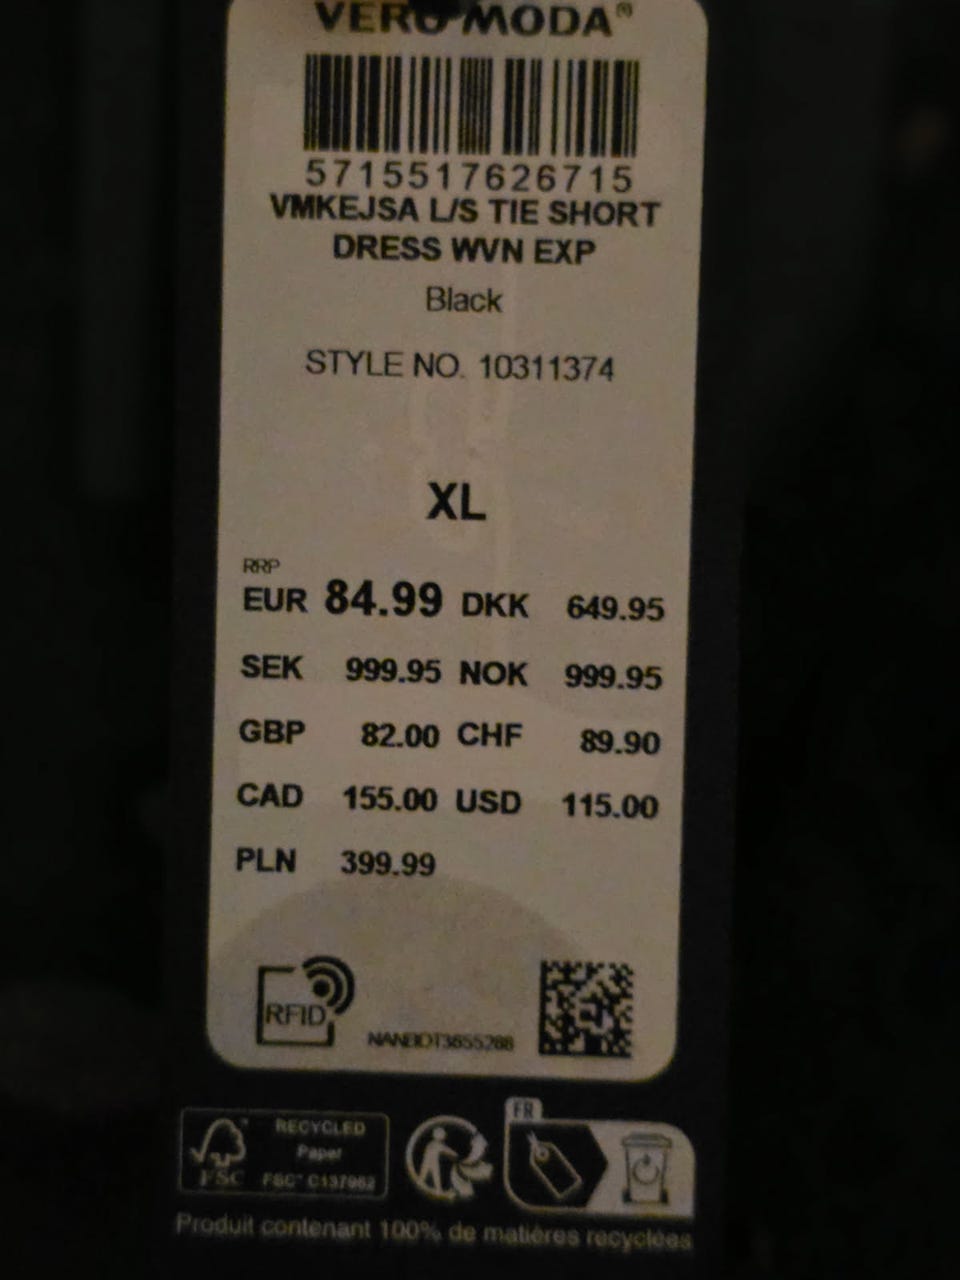 VERO MODA®
5715517626715
VMKEJSA L/S TIE SHORT
DRESS WVN EXP
Black
STYLE NO. 10311374
XL
RRP
EUR 84.99 DKK 649.95
SEK 999.95 NOK 999.95
GBP 82.00 CHF 89.90
CAD 155.00 USD 115.00
PLN 399.99
RFID
FR
RECYCLED
Paper
FSC
Produit contenant 100% de matières recyclées